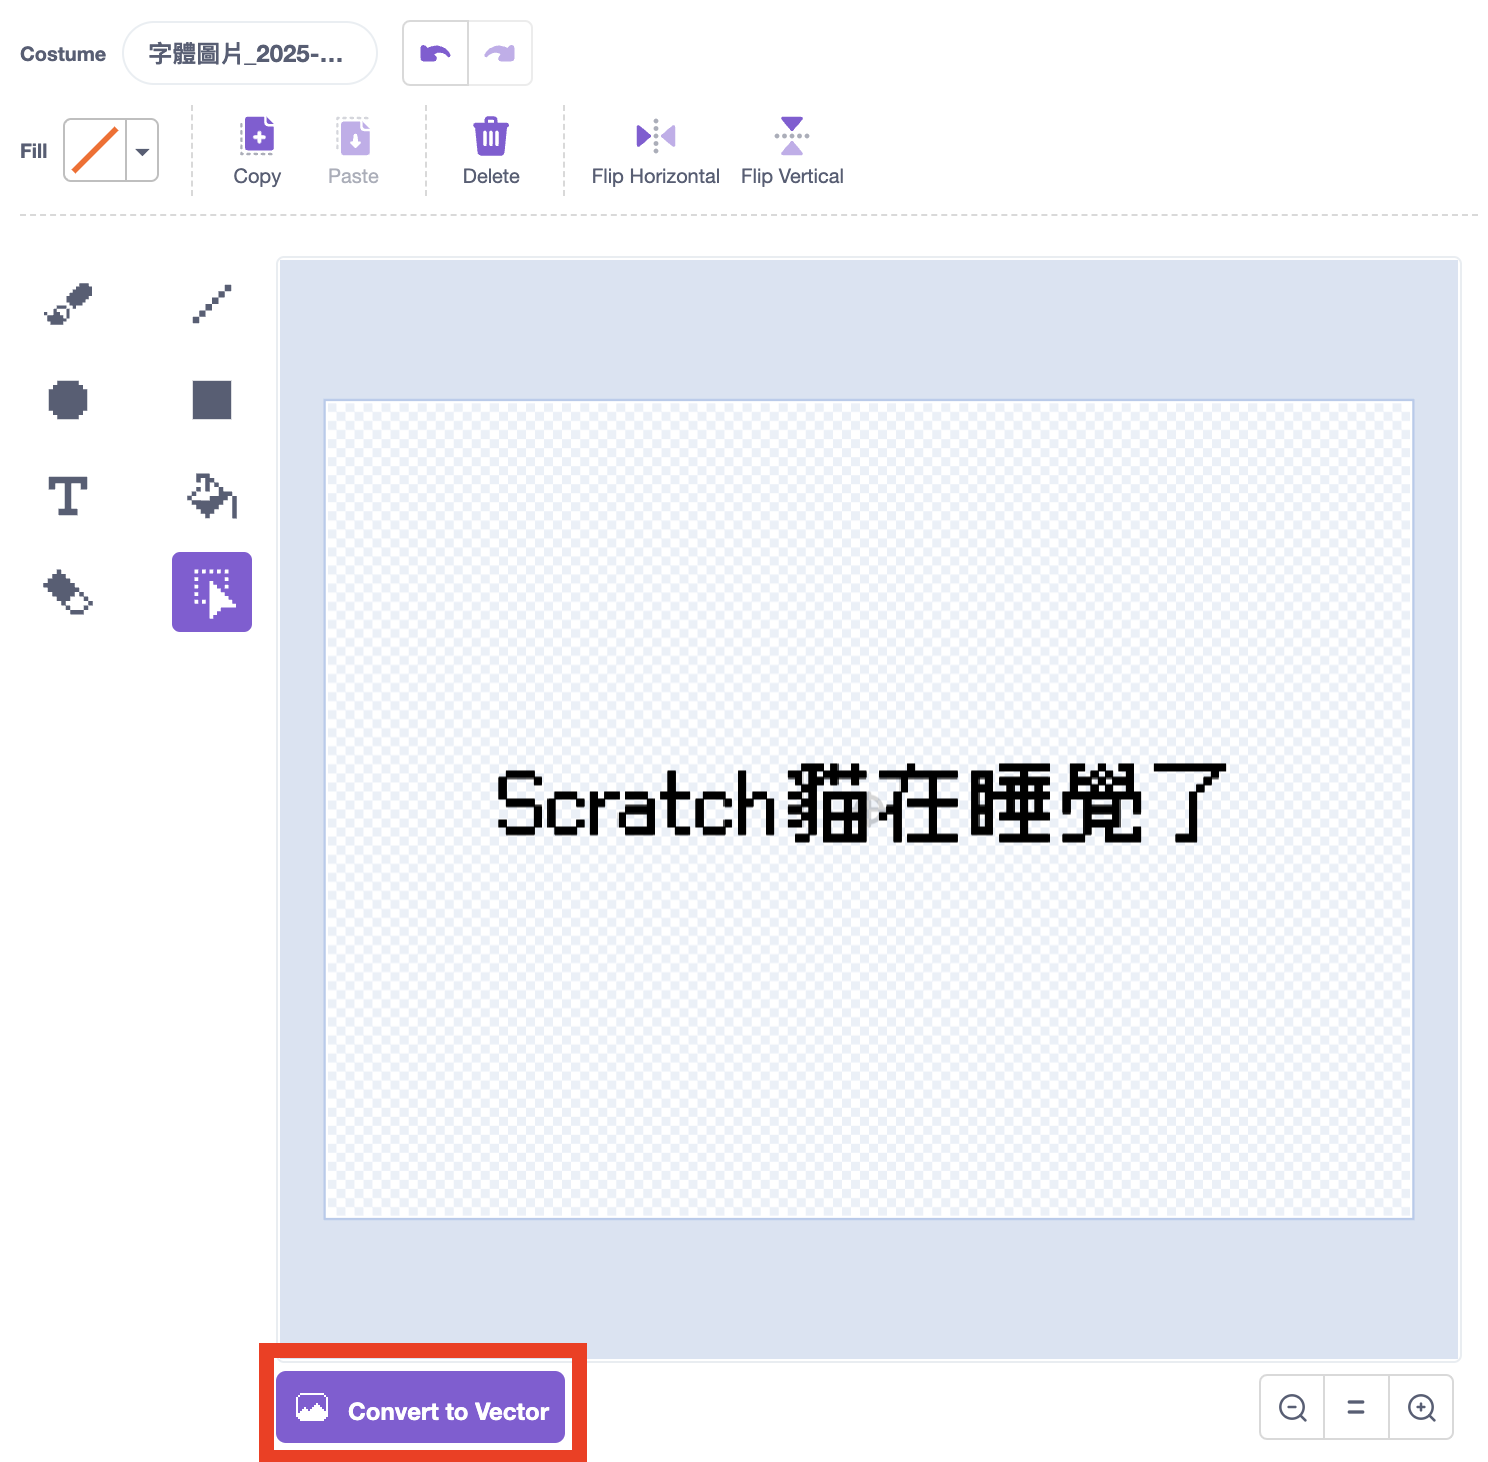 Costume 字體圖片_2025-...
Fill
Copy Paste Delete Flip Horizontal Flip Vertical
T
Scratch貓在睡覺了
Convert to Vector